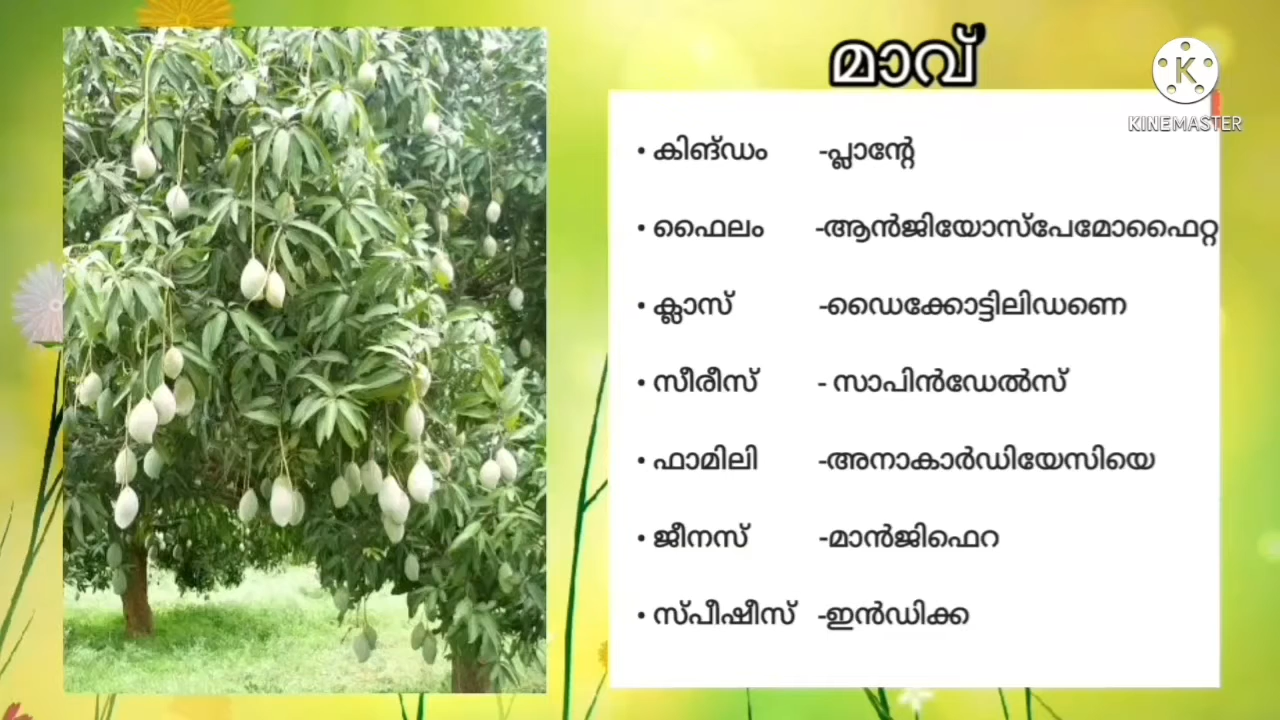 മാവ്
KINEMASTER
• കിങ്ഡം -പ്ലാന്റേ
• ഫൈലം -ആൻജിയോസ്പേമോഫൈറ്റ
• ക്ലാസ് -ഡൈക്കോട്ടിലിഡണെ
• സീരീസ് - സാപിൻഡേൽസ്
• ഫാമിലി -അനാകാർഡിയേസിയെ
• ജീനസ് -മാൻജിഫെറ
• സ്പീഷീസ് -ഇൻഡിക്ക